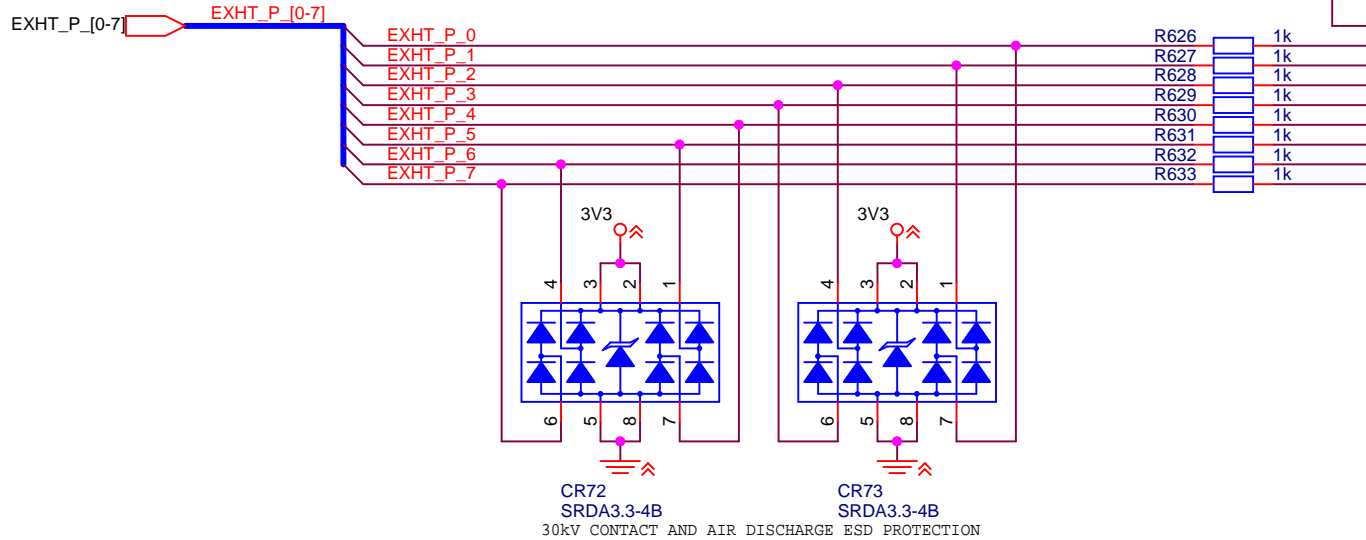 EXHT_P_[0-7]
EXHT_P_[0-7]
EXHT_P_0 R626 1k
EXHT_P_1 R627 1k
EXHT_P_2 R628 1k
EXHT_P_3 R629 1k
EXHT_P_4 R630 1k
EXHT_P_5 R631 1k
EXHT_P_6 R632 1k
EXHT_P_7 R633 1k
3V3 3V3
4 3 2 1 4 3 2 1
6 5 8 7 6 5 8 7
CR72 CR73
SRDA3.3-4B SRDA3.3-4B
30kV CONTACT AND AIR DISCHARGE ESD PROTECTION